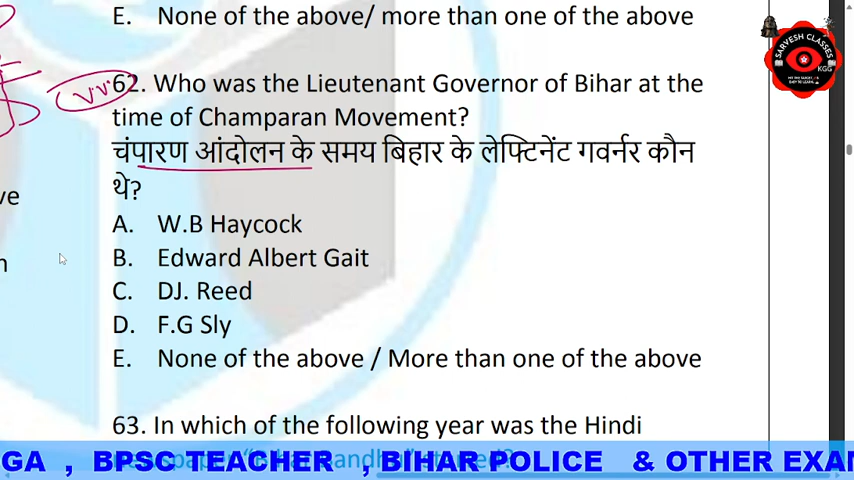 E. None of the above/ more than one of the above
62. Who was the Lieutenant Governor of Bihar at the
time of Champaran Movement?
चंपारण आंदोलन के समय बिहार के लेफ्टिनेंट गवर्नर कौन
थे?
A. W.B Haycock
B. Edward Albert Gait
C. DJ. Reed
D. F.G Sly
E. None of the above / More than one of the above
63. In which of the following year was the Hindi
GA , BPSC TEACHER , BIHAR POLICE & OTHER EXAM
SARVESH CLASSES
KGG